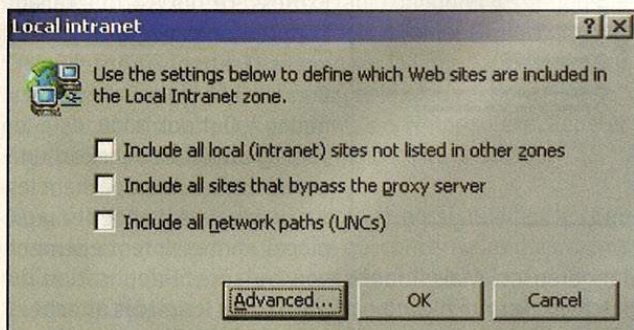 Local intranet
Use the settings below to define which Web sites are included in
the Local Intranet zone.
Include all local (intranet) sites not listed in other zones
Include all sites that bypass the proxy server
Include all network paths (UNCs)
Advanced... OK Cancel